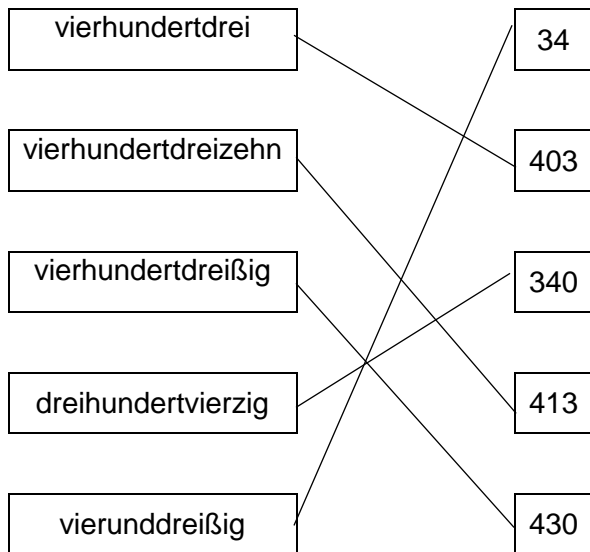 vierhundertdrei 34
vierhundertdreizehn 403
vierhundertdreißig 340
dreihundertvierzig 413
vierunddreißig 430